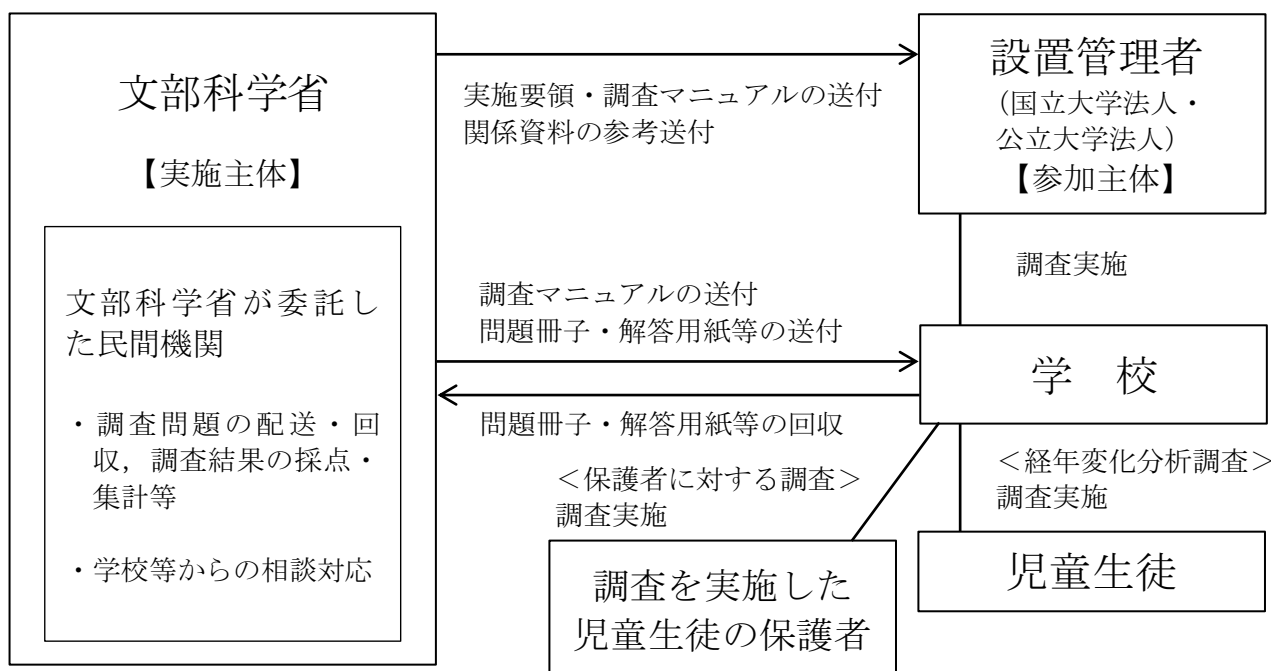 文部科学省
【実施主体】
文部科学省が委託し
た民間機関
・調査問題の配送・回
収，調査結果の採点・
集計等
・学校等からの相談対応
実施要領・調査マニュアルの送付
関係資料の参考送付
設置管理者
（国立大学法人・
公立大学法人）
【参加主体】
調査実施
調査マニュアルの送付
問題冊子・解答用紙等の送付
学　校
問題冊子・解答用紙等の回収
＜保護者に対する調査＞
調査実施
＜経年変化分析調査＞
調査実施
調査を実施した
児童生徒の保護者
児童生徒